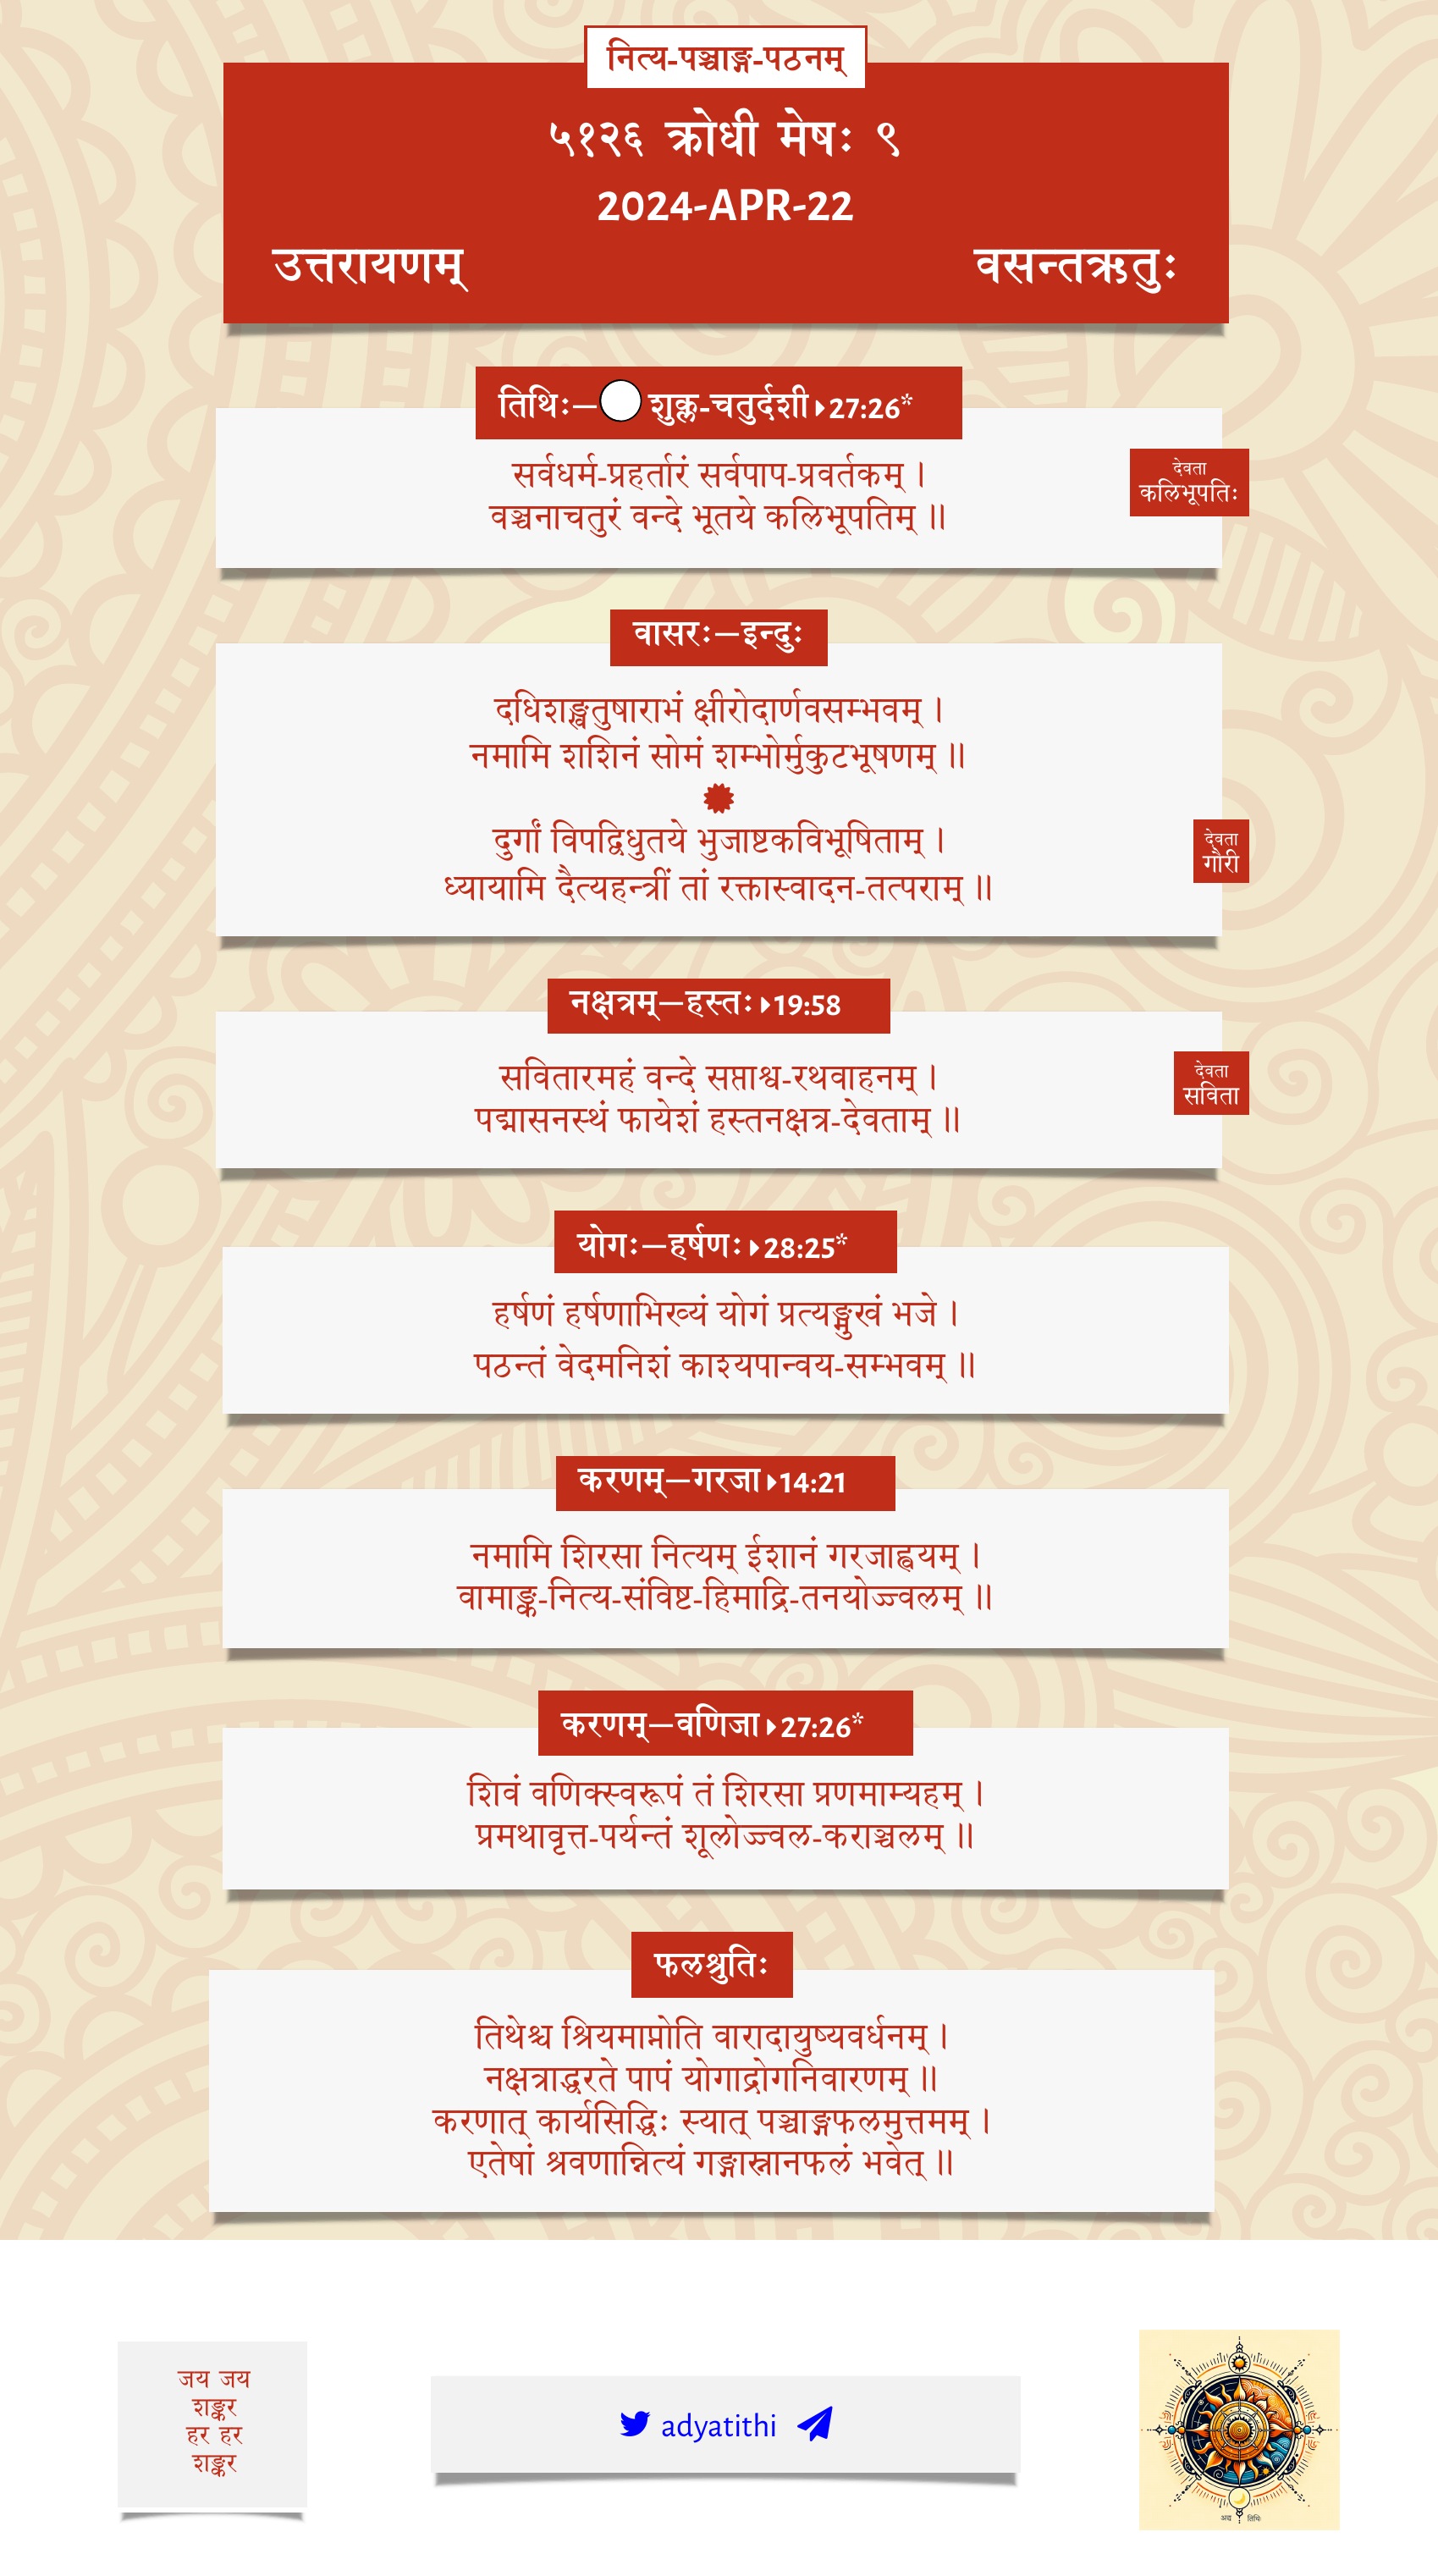 नित्य-पञ्चाङ्ग-पठनम्
५१२६ क्रोधी मेषः ९
2024-APR-22
उत्तरायणम्
वसन्तऋतुः
तिथिः—शुक्ल-चतुर्दशी▸27:26*
सर्वधर्म-प्रहर्तारं सर्वपाप-प्रवर्तकम् ।
वञ्चनाचतुरं वन्दे भूतये कलिभूपतिम् ॥
देवता
कलिभूपतिः
वासरः—इन्दुः
दधिशङ्खतुषाराभं क्षीरोदार्णवसम्भवम् ।
नमामि शशिनं सोमं शम्भोर्मुकुटभूषणम् ॥
दुर्गां विपद्विधुतये भुजाष्टकविभूषिताम् ।
ध्यायामि दैत्यहन्त्रीं तां रक्तास्वादन-तत्पराम् ॥
देवता
गौरी
नक्षत्रम्—हस्तः▸19:58
सवितारमहं वन्दे सप्ताश्व-रथवाहनम् ।
पद्मासनस्थं फायेशं हस्तनक्षत्र-देवताम् ॥
देवता
सविता
योगः—हर्षणः▸28:25*
हर्षणं हर्षणाभिख्यं योगं प्रत्यङ्मुखं भजे ।
पठन्तं वेदमनिशं काश्यपान्वय-सम्भवम् ॥
करणम्—गरजा▸14:21
नमामि शिरसा नित्यम् ईशानं गरजाह्वयम् ।
वामाङ्क-नित्य-संविष्ट-हिमाद्रि-तनयोज्ज्वलम् ॥
करणम्—वणिजा▸27:26*
शिवं वणिक्स्वरूपं तं शिरसा प्रणमाम्यहम् ।
प्रमथावृत्त-पर्यन्तं शूलोज्ज्वल-कराञ्चलम् ॥
फलश्रुतिः
तिथेश्च श्रियमाप्नोति वारादायुष्यवर्धनम् ।
नक्षत्राद्धरते पापं योगाद्रोगनिवारणम् ॥
करणात् कार्यसिद्धिः स्यात् पञ्चाङ्गफलमुत्तमम् ।
एतेषां श्रवणान्नित्यं गङ्गास्नानफलं भवेत् ॥
जय जय
शङ्कर
हर हर
शङ्कर
adyatithi
अद्य तिथिः